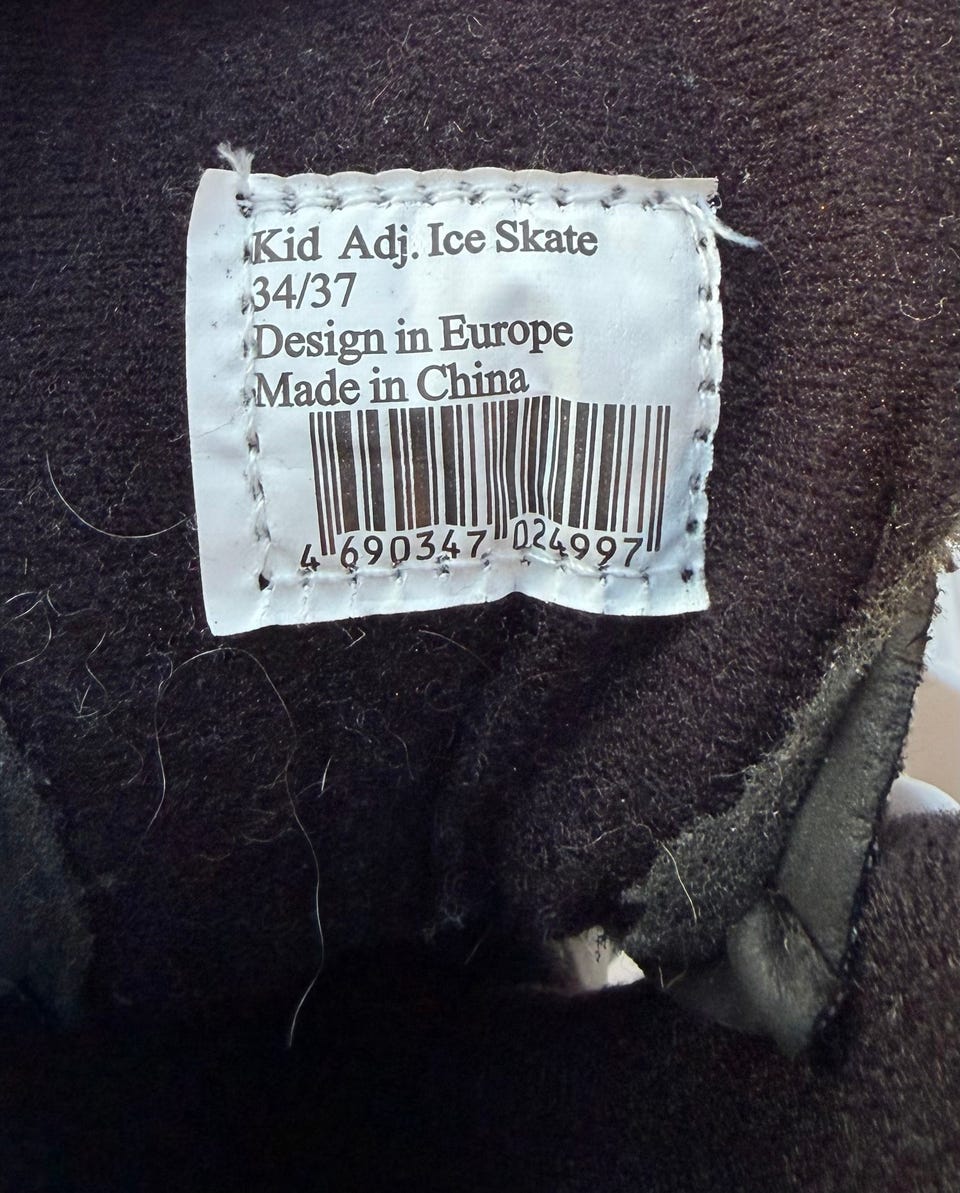 Kid Adj. Ice Skate
34/37
Design in Europe
Made in China
4 690347 024997